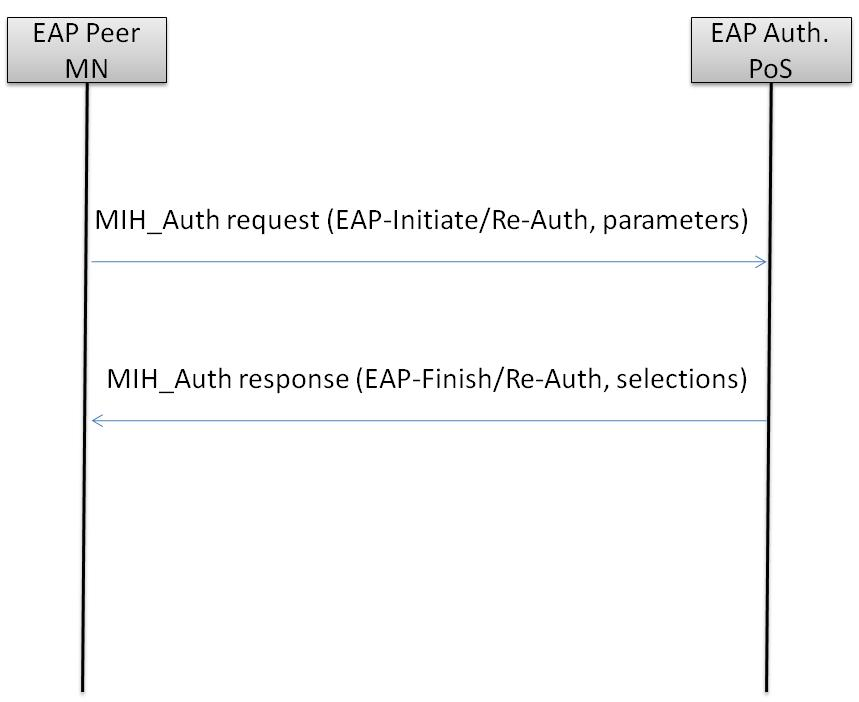 EAP Peer
MN
EAP Auth.
PoS
MIH_Auth request (EAP-Initiate/Re-Auth, parameters)
MIH_Auth response (EAP-Finish/Re-Auth, selections)